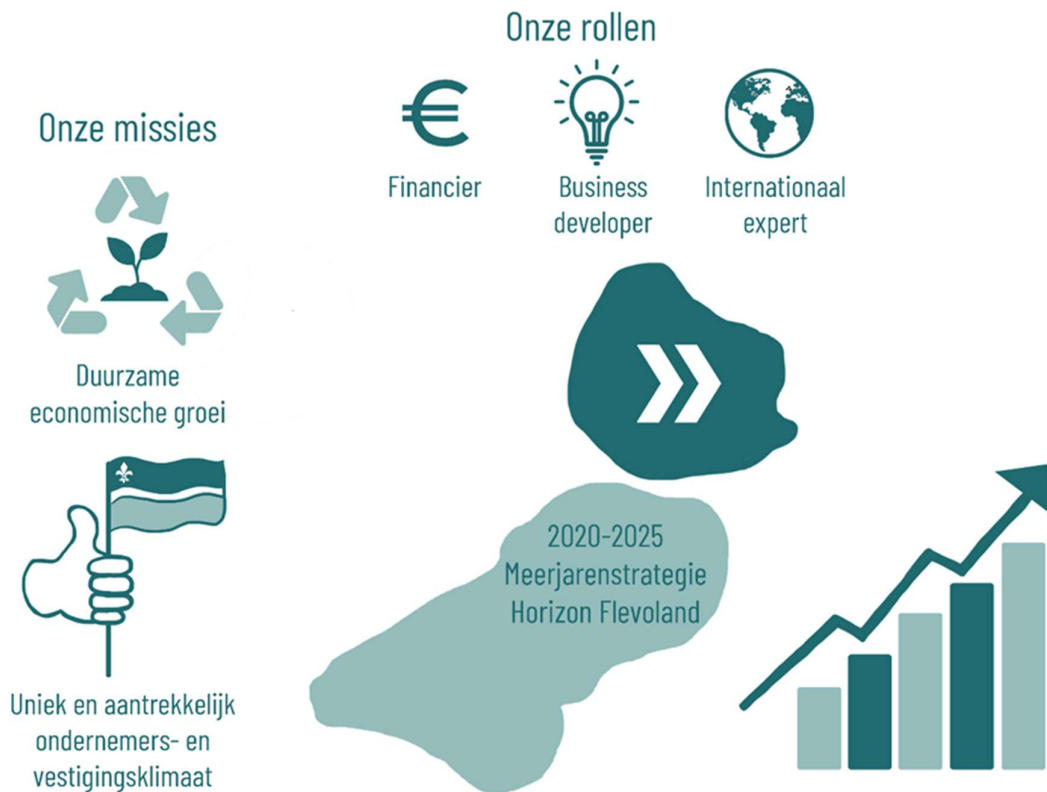 Onze rollen
Financier
Business
developer
Internationaal
expert
Onze missies
Duurzame
economische groei
Uniek en aantrekkelijk
ondernemers- en
vestigingsklimaat
2020-2025
Meerjarenstrategie
Horizon Flevoland